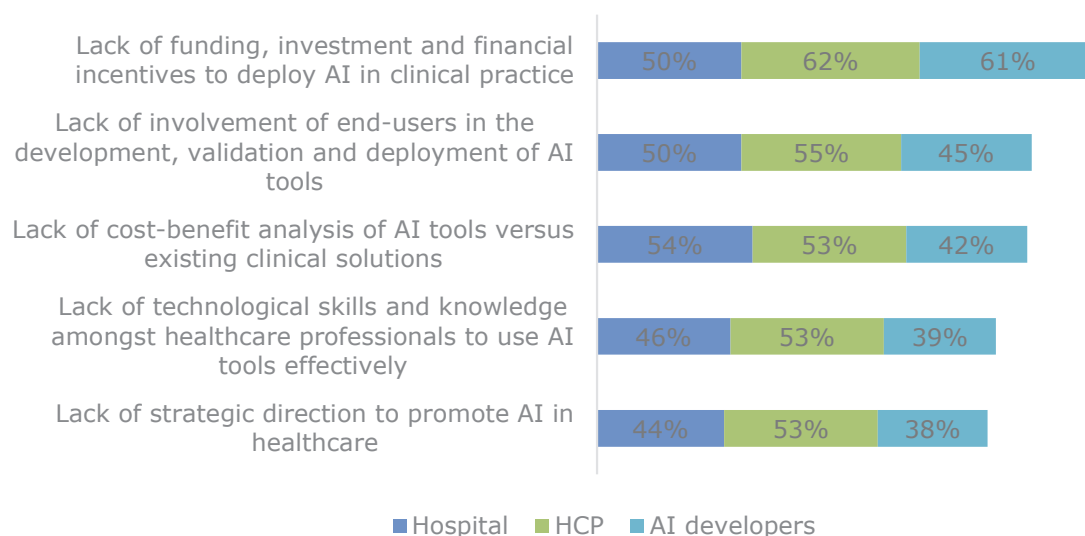 Lack of funding, investment and financial
incentives to deploy AI in clinical practice
50% 62% 61%
Lack of involvement of end-users in the
development, validation and deployment of AI
tools
50% 55% 45%
Lack of cost-benefit analysis of AI tools versus
existing clinical solutions
54% 53% 42%
Lack of technological skills and knowledge
amongst healthcare professionals to use AI
tools effectively
46% 53% 39%
Lack of strategic direction to promote AI in
healthcare
44% 53% 38%
Hospital HCP AI developers